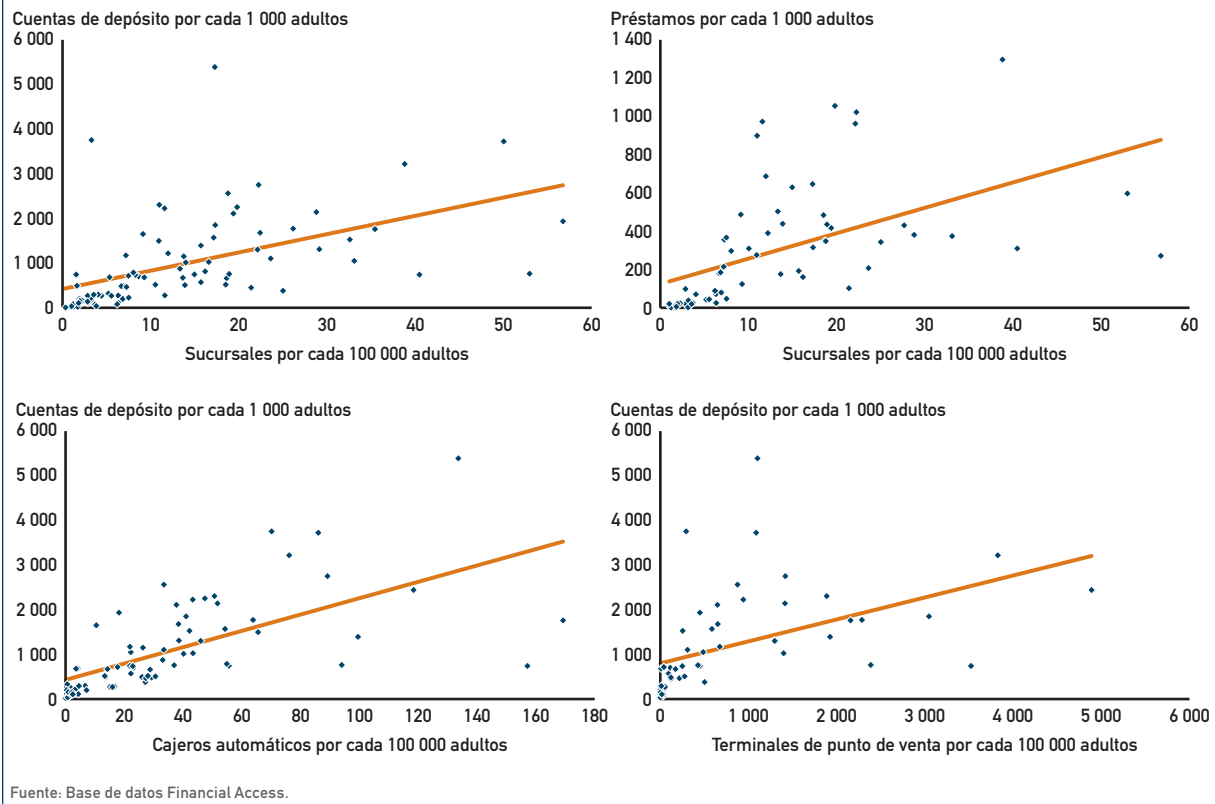 Cuentas de depósito por cada 1 000 adultos
6 000
5 000
4 000
3 000
2 000
1 000
0
0 10 20 30 40 50 60
Sucursales por cada 100 000 adultos
Préstamos por cada 1 000 adultos
1 400
1 200
1 000
800
600
400
200
0
0 10 20 30 40 50 60
Sucursales por cada 100 000 adultos
Cuentas de depósito por cada 1 000 adultos
6 000
5 000
4 000
3 000
2 000
1 000
0
0 20 40 60 80 100 120 140 160 180
Cajeros automáticos por cada 100 000 adultos
Cuentas de depósito por cada 1 000 adultos
6 000
5 000
4 000
3 000
2 000
1 000
0
0 1 000 2 000 3 000 4 000 5 000 6 000
Terminales de punto de venta por cada 100 000 adultos
Fuente: Base de datos Financial Access.